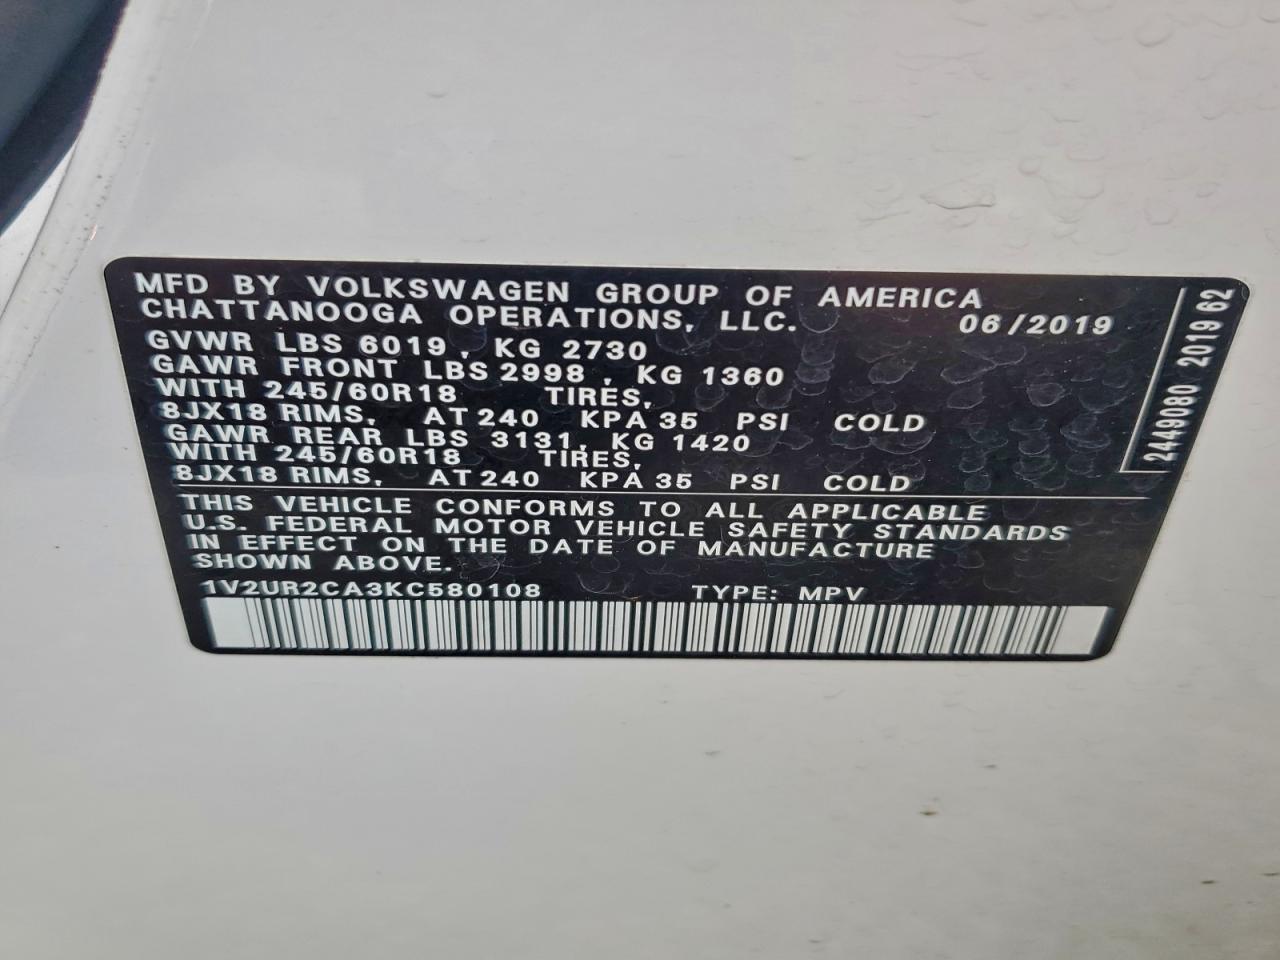 MFD BY VOLKSWAGEN GROUP OF AMERICA
CHATTANOOGA OPERATIONS, LLC. 06/2019
GVWR LBS 6019, KG 2730
GAWR FRONT LBS 2998, KG 1360
WITH 245/60R18 TIRES,
8JX18 RIMS, AT 240 KPA 35 PSI COLD
GAWR REAR LBS 3131, KG 1420
WITH 245/60R18 TIRES,
8JX18 RIMS, AT 240 KPA 35 PSI COLD
THIS VEHICLE CONFORMS TO ALL APPLICABLE
U.S. FEDERAL MOTOR VEHICLE SAFETY STANDARDS
IN EFFECT ON THE DATE OF MANUFACTURE
SHOWN ABOVE.
1V2UR2CA3KC580108 TYPE: MPV
2449080 2019 62